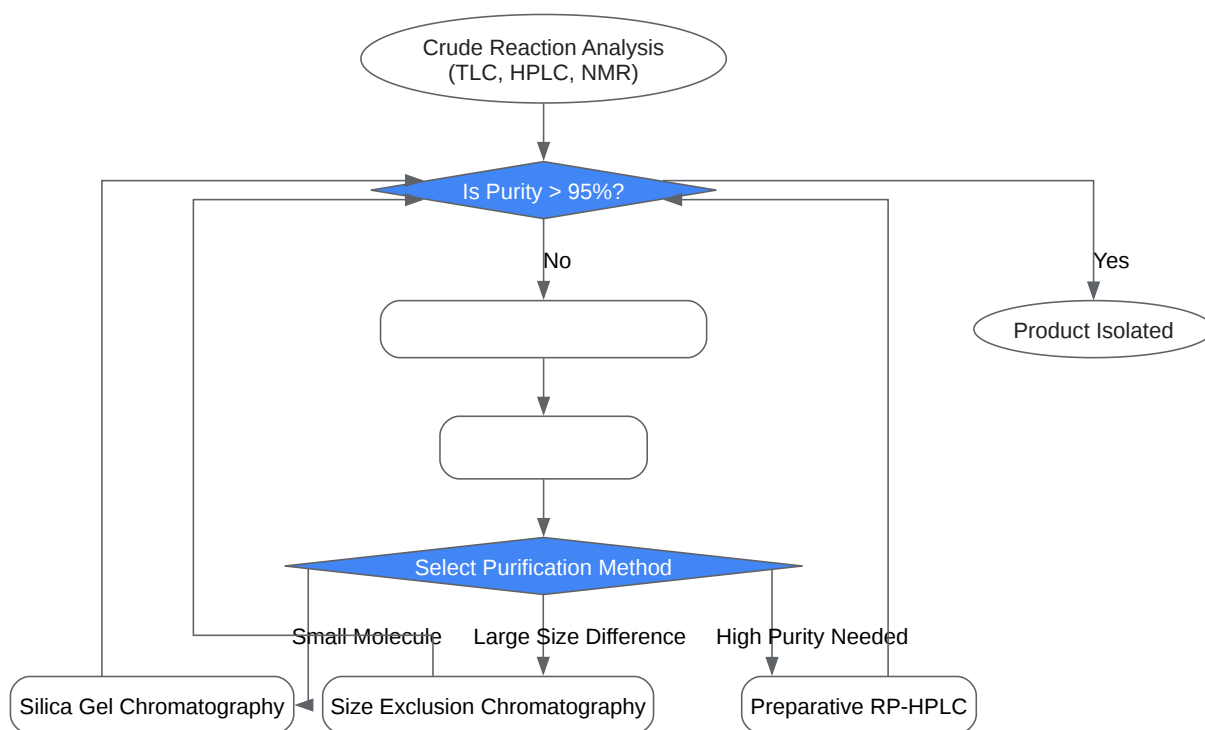 Crude Reaction Analysis
(TLC, HPLC, NMR)
Is Purity > 95%?
No
Yes
Product Isolated
Select Purification Method
Small Molecule
Large Size Difference
High Purity Needed
Silica Gel Chromatography
Size Exclusion Chromatography
Preparative RP-HPLC